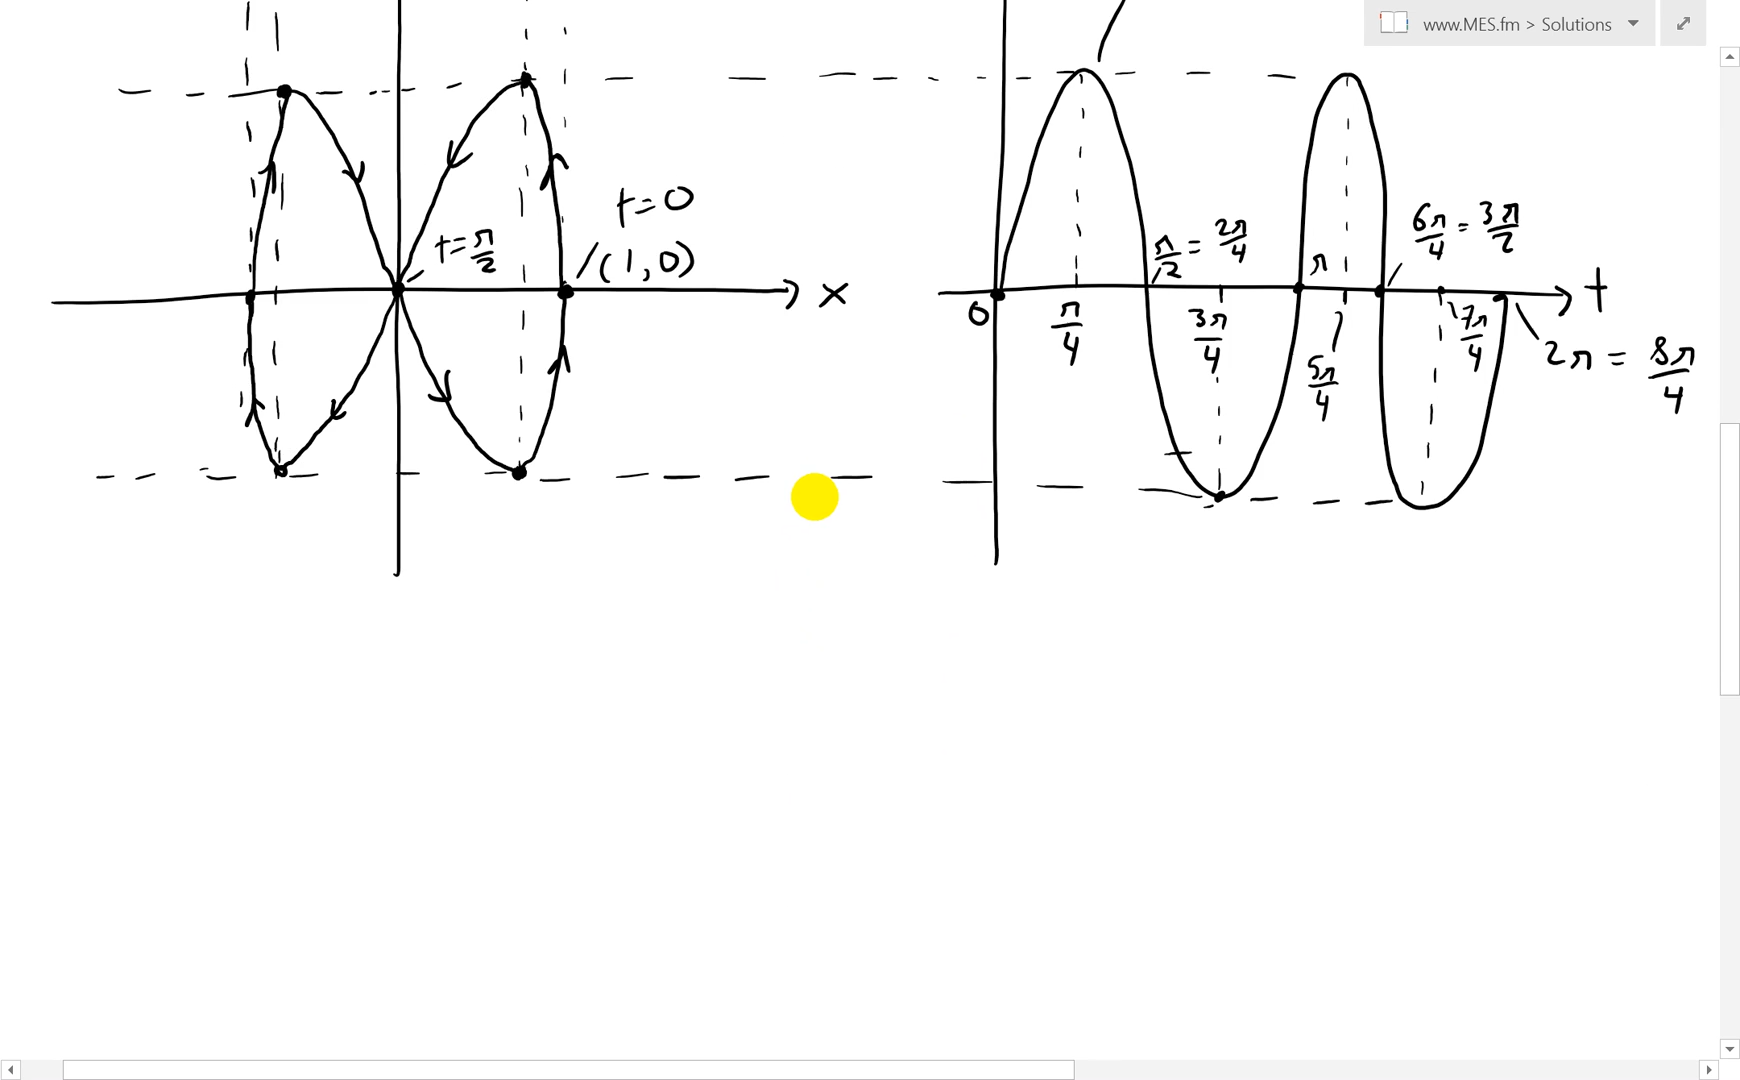 www.MES.fm > Solutions
t=0
t=π/2
(1,0)
x
0
π/4
π/2 = 2π/4
3π/4
π
5π/4
6π/4 = 3π/2
7π/4
t
2π = 8π/4